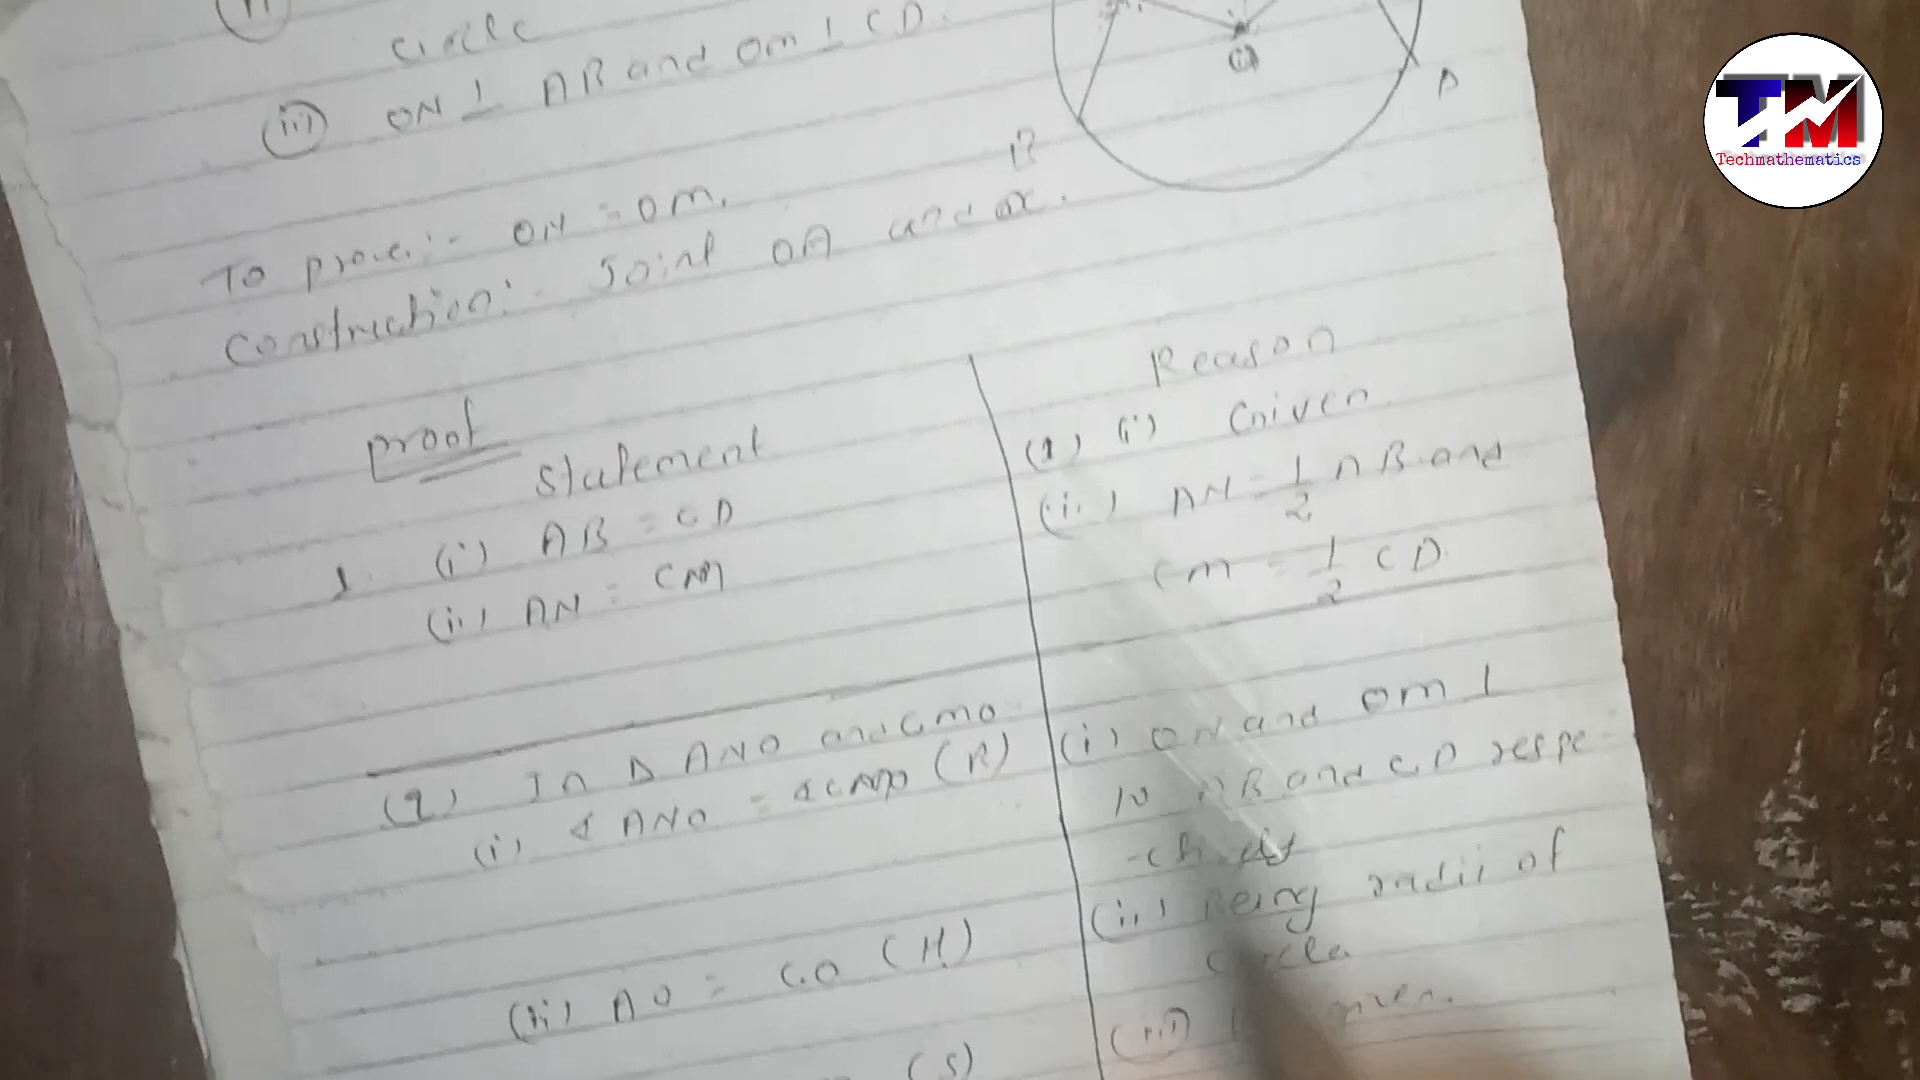 circle
(iii) ON ⊥ AB and OM ⊥ CD.
B
D
To prove:- ON = OM.
Construction:- Joint OA and OC.
Proof
Statement
Reason
1. (i) AB = CD
(1) (i) Given
(ii) AN = CM
(ii) AN = 1/2 AB and
CM = 1/2 CD
(2) In Δ ANO and CMO
(i) ∡ ANO = ∡ CMO (R)
(i) ON and OM ⊥
to AB and CD respe-
(ii) AO = CO (H)
(ii) Being radii of
circle.
(iii)
(S)
TM
Techmathematics